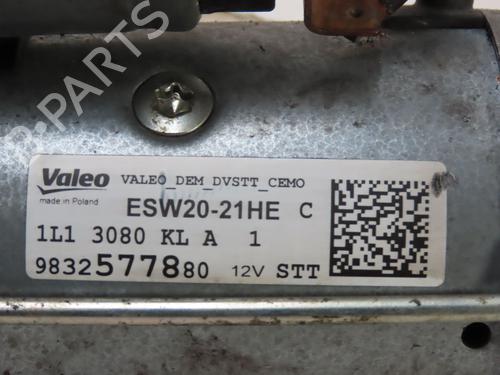 Valeo VALEO_DEM_DVSTT_CEMO
made in Poland
ESW20-21HE C
1L1 3080 KL A 1
9832577880 12V STT
B-PARTS